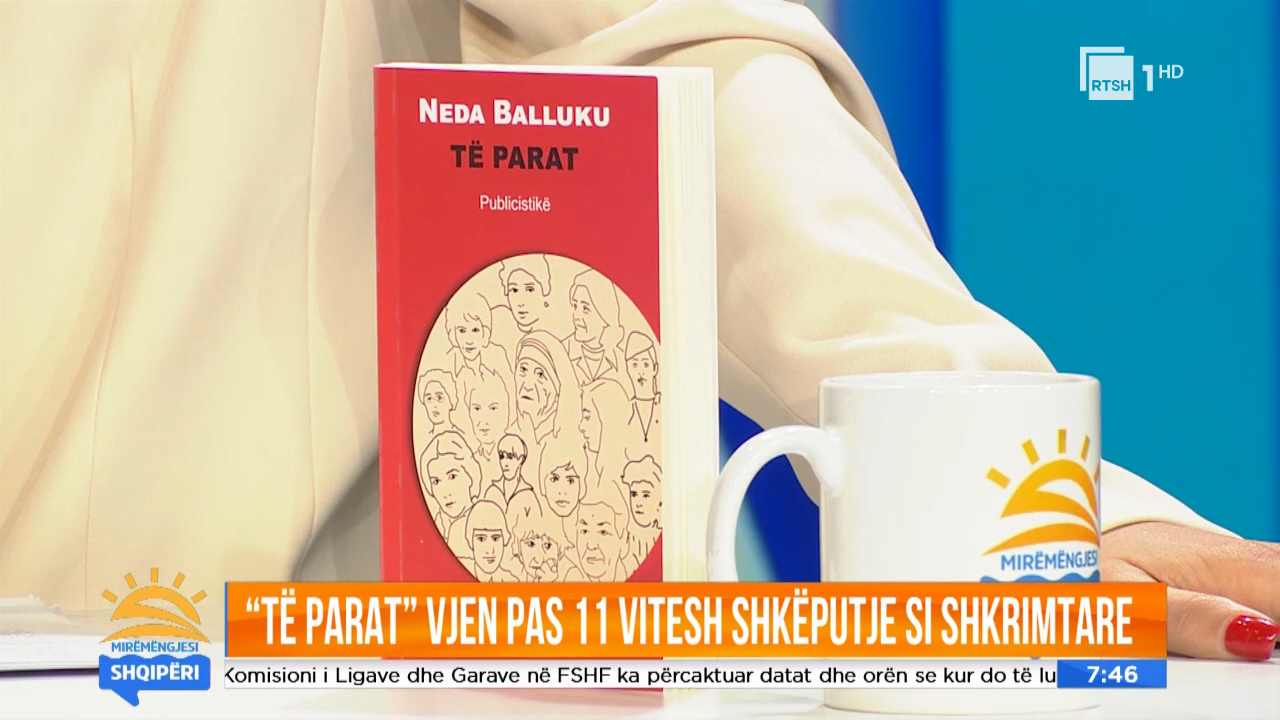 RTSH 1 HD
NEDA BALLUKU
TË PARAT
Publicistikë
MIRËMËNGJESI
“TË PARAT” VJEN PAS 11 VITESH SHKËPUTJE SI SHKRIMTARE
MIRËMËNGJESI
SHQIPËRI
Komisioni i Ligave dhe Garave në FSHF ka përcaktuar datat dhe orën se kur do të lu
7:46